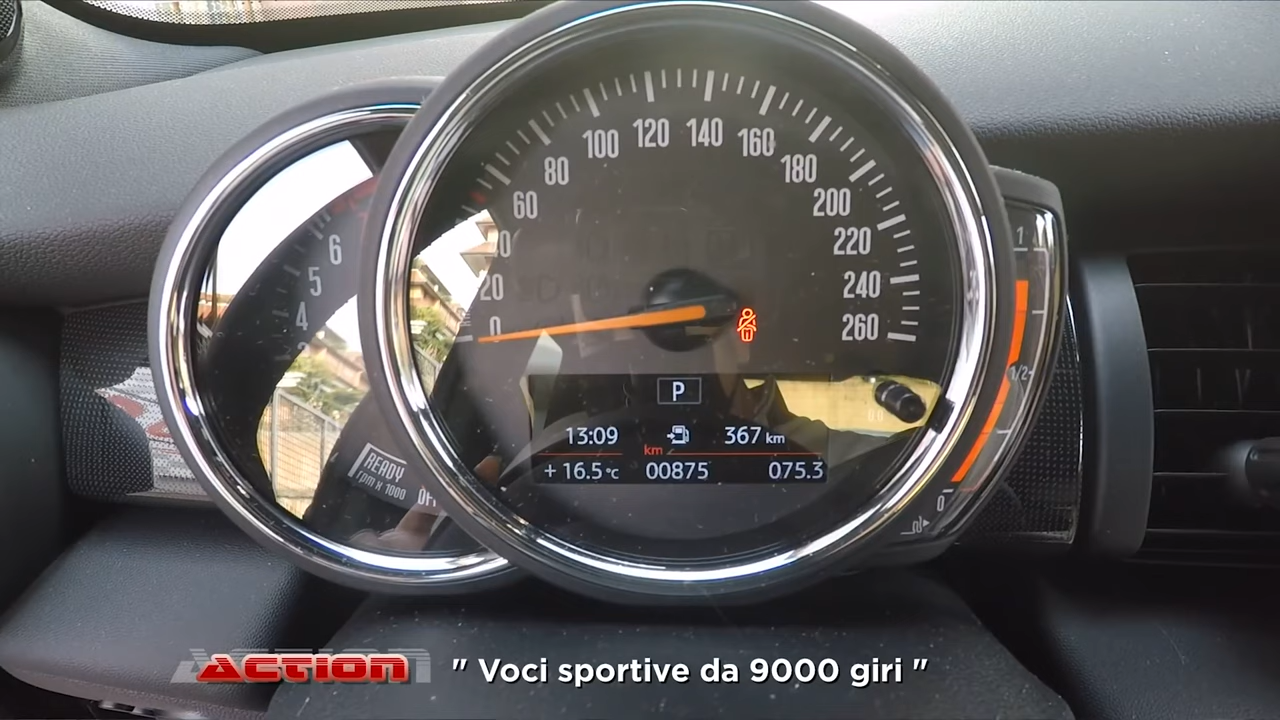 20
60
80
100
120
140
160
180
200
220
240
260
0
6
5
4
READY
rpm x 1000
P
13:09
367 km
km
+ 16.5°C
00875
075.3
1
1/2
0
ACTION
" Voci sportive da 9000 giri "